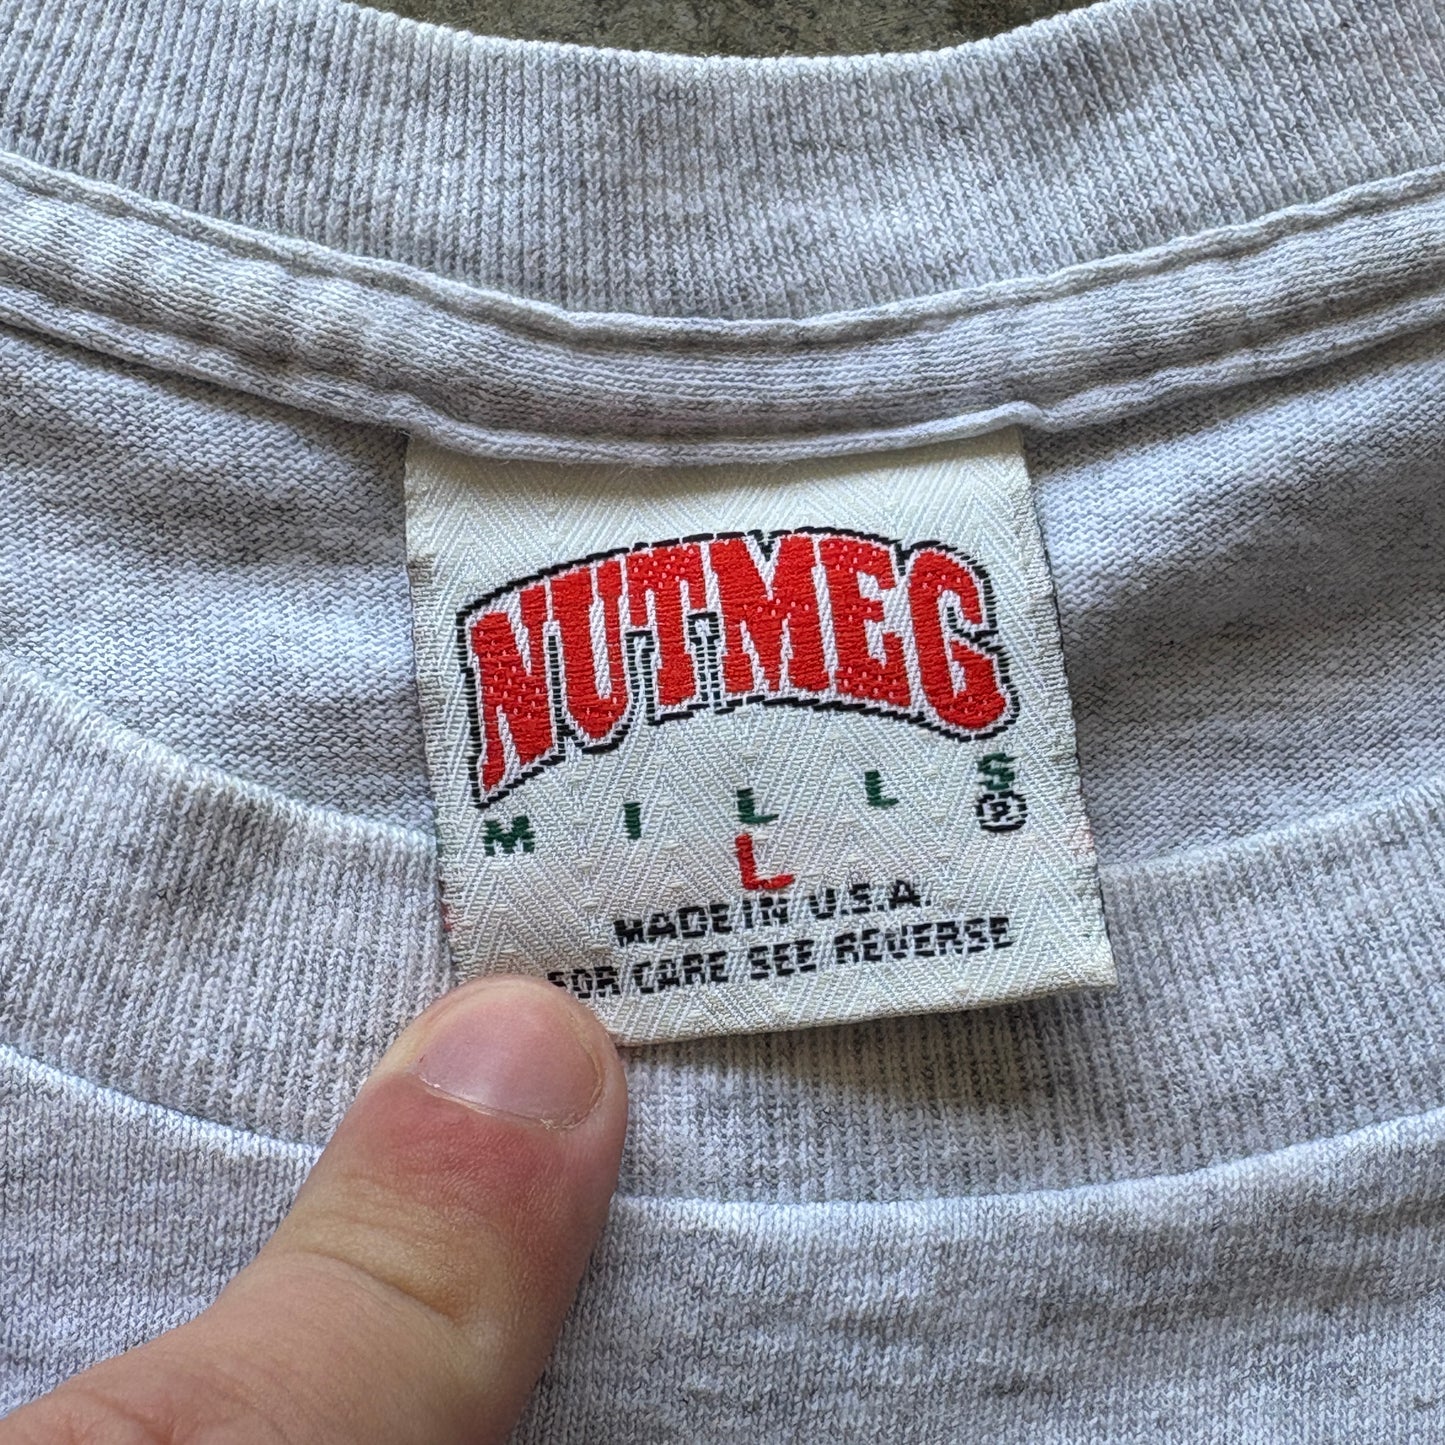 NUTMEG
MILLS
®
L
MADE IN U.S.A.
FOR CARE SEE REVERSE